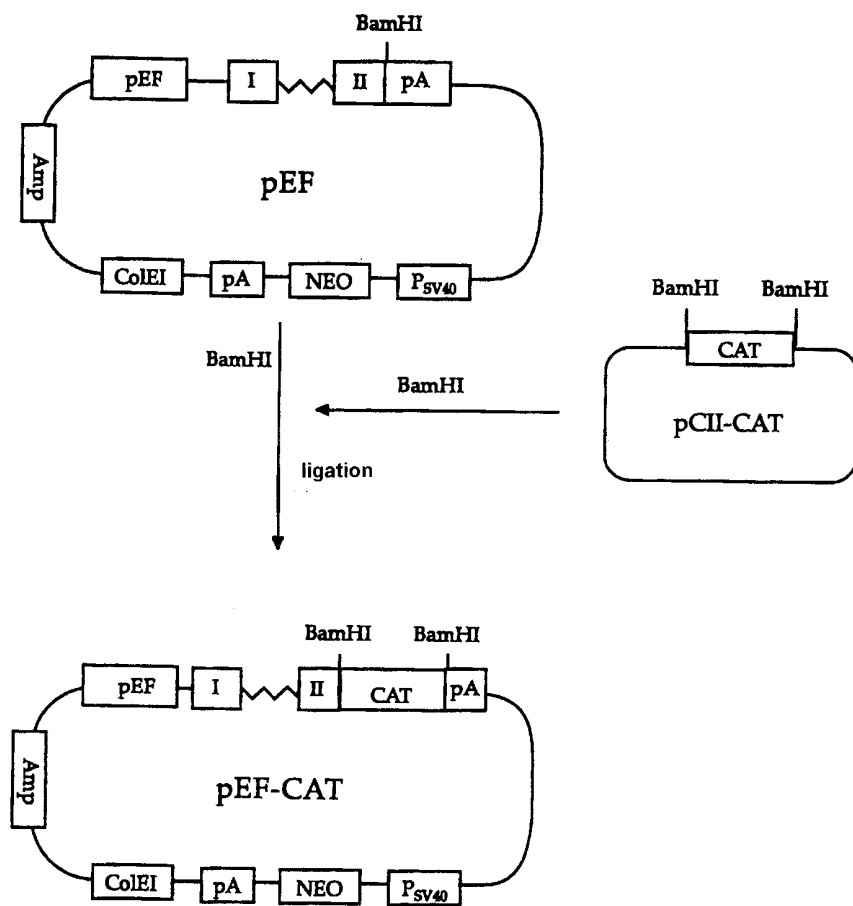 BamHI
pEF I II pA
Amp
pEF
ColEI pA NEO PSV40
BamHI BamHI
CAT
pCII-CAT
BamHI
BamHI
ligation
BamHI BamHI
pEF I II CAT pA
Amp
pEF-CAT
ColEI pA NEO PSV40